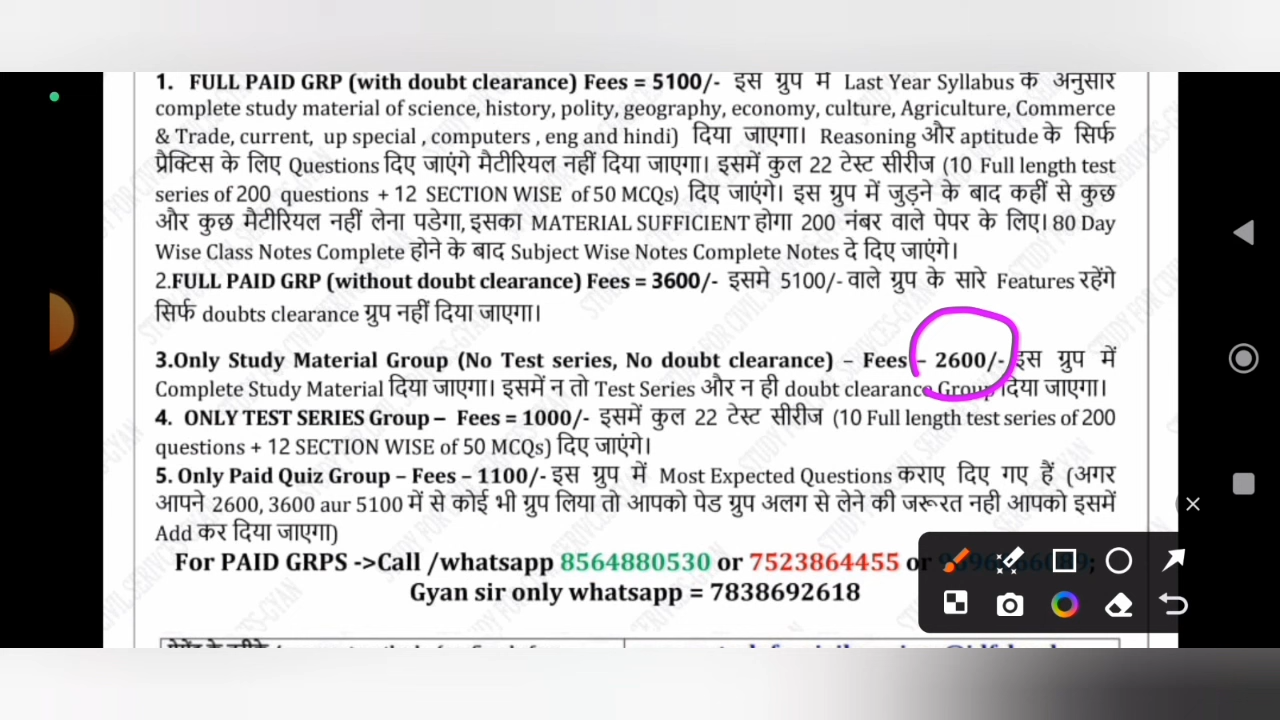 1. FULL PAID GRP (with doubt clearance) Fees = 5100/- इस ग्रुप में Last Year Syllabus के अनुसार
complete study material of science, history, polity, geography, economy, culture, Agriculture, Commerce
& Trade, current, up special , computers , eng and hindi) दिया जाएगा। Reasoning और aptitude के सिर्फ
प्रैक्टिस के लिए Questions दिए जाएंगे मैटीरियल नहीं दिया जाएगा। इसमें कुल 22 टेस्ट सीरीज (10 Full length test
series of 200 questions + 12 SECTION WISE of 50 MCQs) दिए जाएंगे। इस ग्रुप में जुड़ने के बाद कहीं से कुछ
और कुछ मैटीरियल नहीं लेना पडेगा, इसका MATERIAL SUFFICIENT होगा 200 नंबर वाले पेपर के लिए। 80 Day
Wise Class Notes Complete होने के बाद Subject Wise Notes Complete Notes दे दिए जाएंगे।
2.FULL PAID GRP (without doubt clearance) Fees = 3600/- इसमे 5100/- वाले ग्रुप के सारे Features रहेंगे
सिर्फ doubts clearance ग्रुप नहीं दिया जाएगा।
3.Only Study Material Group (No Test series, No doubt clearance) – Fees – 2600/- इस ग्रुप में
Complete Study Material दिया जाएगा। इसमें न तो Test Series और न ही doubt clearance Group दिया जाएगा।
4. ONLY TEST SERIES Group – Fees = 1000/- इसमें कुल 22 टेस्ट सीरीज (10 Full length test series of 200
questions + 12 SECTION WISE of 50 MCQs) दिए जाएंगे।
5. Only Paid Quiz Group – Fees – 1100/- इस ग्रुप में Most Expected Questions कराए दिए गए हैं (अगर
आपने 2600, 3600 aur 5100 में से कोई भी ग्रुप लिया तो आपको पेड ग्रुप अलग से लेने की जरूरत नही आपको इसमें
Add कर दिया जाएगा)
For PAID GRPS ->Call /whatsapp 8564880530 or 7523864455 or
Gyan sir only whatsapp = 7838692618